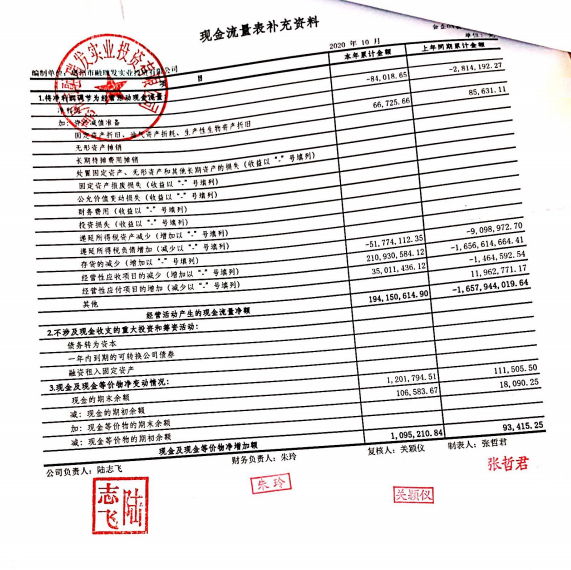 现金流量表补充资料
2020 年 10 月
本年累计金额 上年同期累计金额
项 目
1.将净利润调节为经营活动现金流量: -84,018.65 -2,814,192.27
加: 资产减值准备 66,725.66 85,631.11
固定资产折旧、油气资产折耗、生产性生物资产折旧
无形资产摊销
长期待摊费用摊销
处置固定资产、无形资产和其他长期资产的损失(收益以"-"号填列)
固定资产报废损失(收益以"-"号填列)
公允价值变动损失(收益以"-"号填列)
财务费用(收益以"-"号填列)
投资损失(收益以"-"号填列)
递延所得税资产减少(增加以"-"号填列)
递延所得税负债增加(减少以"-"号填列)
存货的减少(增加以"-"号填列) -51,774,112.35 -9,098,972.70
经营性应收项目的减少(增加以"-"号填列) 210,930,584.12 -1,656,614,664.41
经营性应付项目的增加(减少以"-"号填列) 35,011,436.12 -1,464,592.54
其他 11,962,771.17
经营活动产生的现金流量净额 194,150,614.90 -1,657,944,019.64
2.不涉及现金收支的重大投资和筹资活动:
债务转为资本
一年内到期的可转换公司债券
融资租入固定资产
3.现金及现金等价物净变动情况:
现金的期末余额 1,201,794.51 111,505.50
减: 现金的期初余额 106,583.67 18,090.25
加: 现金等价物的期末余额
减: 现金等价物的期初余额
现金及现金等价物净增加额 1,095,210.84 93,415.25
公司负责人: 陆志飞 财务负责人: 朱玲 复核人: 关颖仪 制表人: 张哲君
陆志飞
朱玲
关颖仪
张哲君